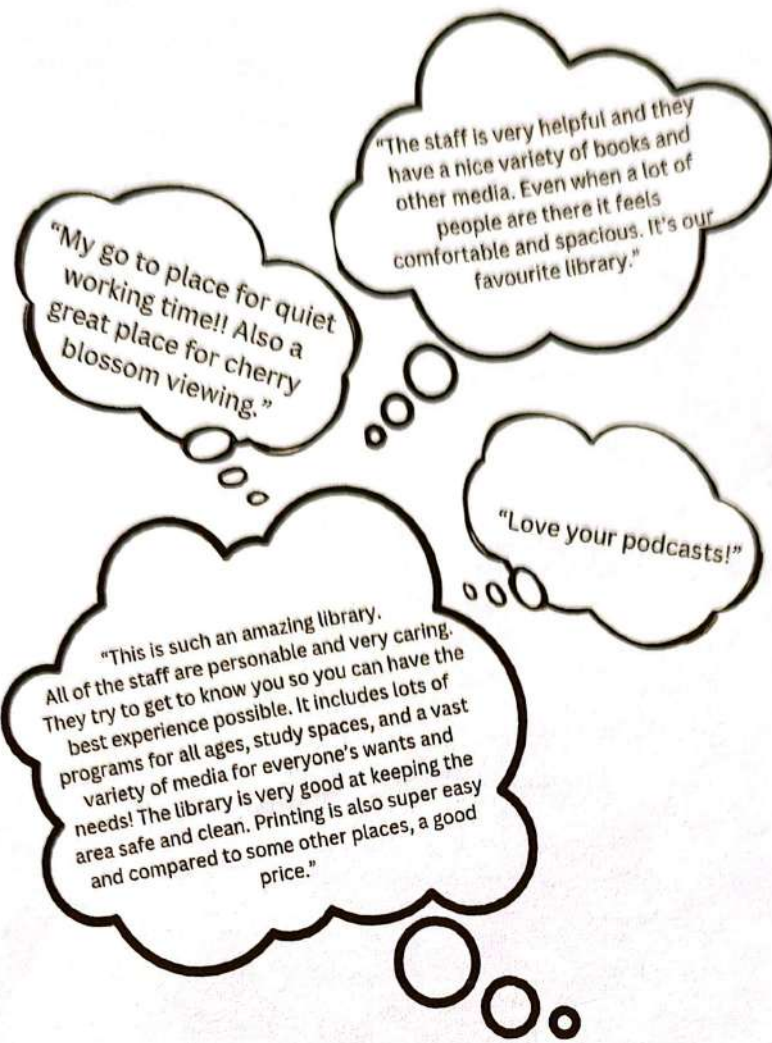 "The staff is very helpful and they
have a nice variety of books and
other media. Even when a lot of
people are there it feels
comfortable and spacious. It's our
favourite library."
"My go to place for quiet
working time!! Also a
great place for cherry
blossom viewing."
"Love your podcasts!"
"This is such an amazing library.
All of the staff are personable and very caring.
They try to get to know you so you can have the
best experience possible. It includes lots of
programs for all ages, study spaces, and a vast
variety of media for everyone's wants and
needs! The library is very good at keeping the
area safe and clean. Printing is also super easy
and compared to some other places, a good
price."